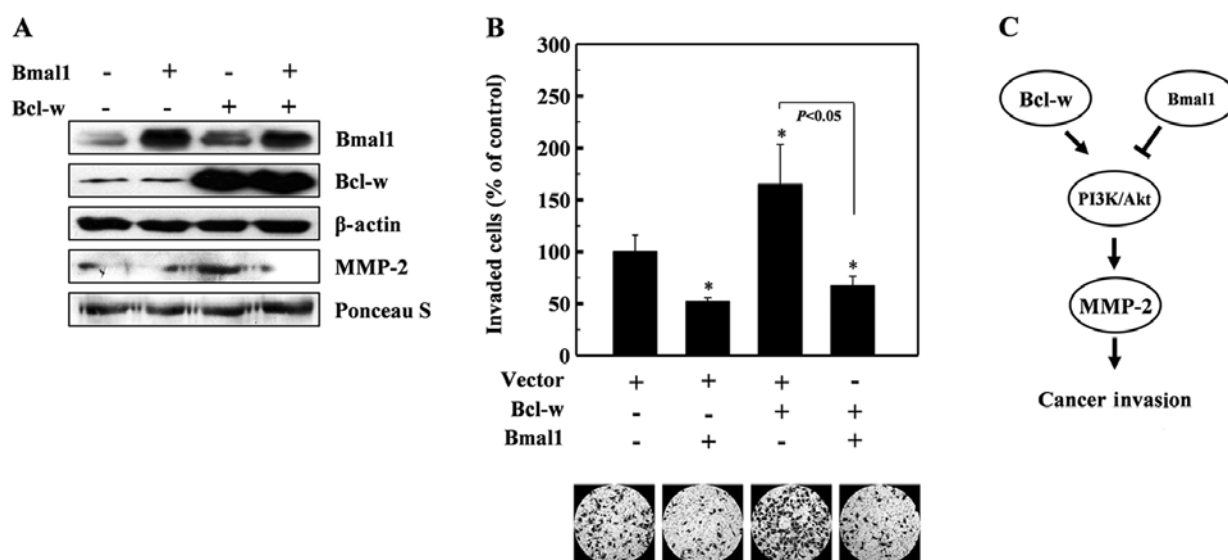 A
Bmal1 - + - +
Bcl-w - - + +
Bmal1
Bcl-w
β-actin
MMP-2
Ponceau S
B
Invaded cells (% of control)
300
250
200
150
100
50
0
*
*
*
P<0.05
Vector + + + -
Bcl-w - - + +
Bmal1 - + - +
C
Bcl-w
Bmal1
PI3K/Akt
MMP-2
Cancer invasion